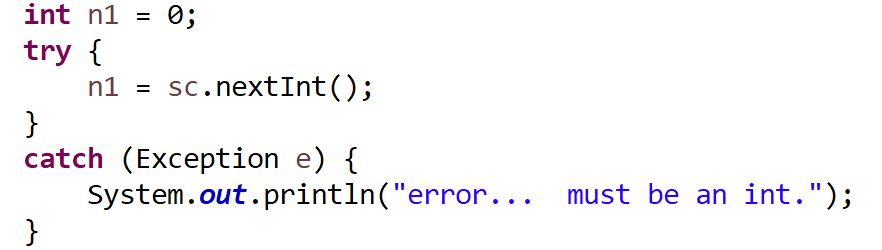 int n1 = 0;
try {
    n1 = sc.nextInt();
}
catch (Exception e) {
    System.out.println("error...  must be an int.");
}